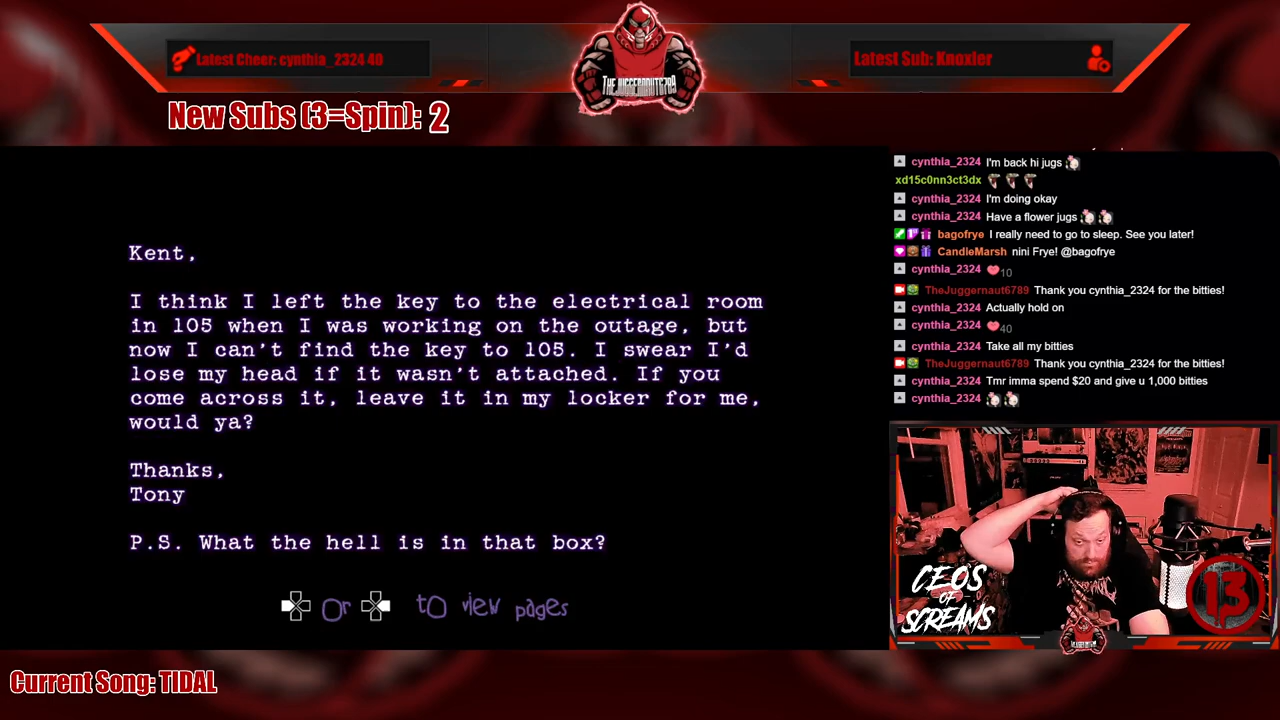 Latest Cheer: cynthia_2324 40
THEJUGGERNAUT6789
Latest Sub: Knoxler
New Subs (3=Spin): 2
Kent,
I think I left the key to the electrical room
in 105 when I was working on the outage, but
now I can't find the key to 105. I swear I'd
lose my head if it wasn't attached. If you
come across it, leave it in my locker for me,
would ya?
Thanks,
Tony
P.S. What the hell is in that box?
or to view pages
cynthia_2324 I'm back hi jugs
xd15c0nn3ct3dx
cynthia_2324 I'm doing okay
cynthia_2324 Have a flower jugs
bagofrye I really need to go to sleep. See you later!
CandleMarsh nini Frye! @bagofrye
cynthia_2324 10
TheJuggernaut6789 Thank you cynthia_2324 for the bitties!
cynthia_2324 Actually hold on
cynthia_2324 40
cynthia_2324 Take all my bitties
TheJuggernaut6789 Thank you cynthia_2324 for the bitties!
cynthia_2324 Tmr imma spend $20 and give u 1,000 bitties
cynthia_2324
CEOS
OF
SCREAMS
13
Current Song: TIDAL